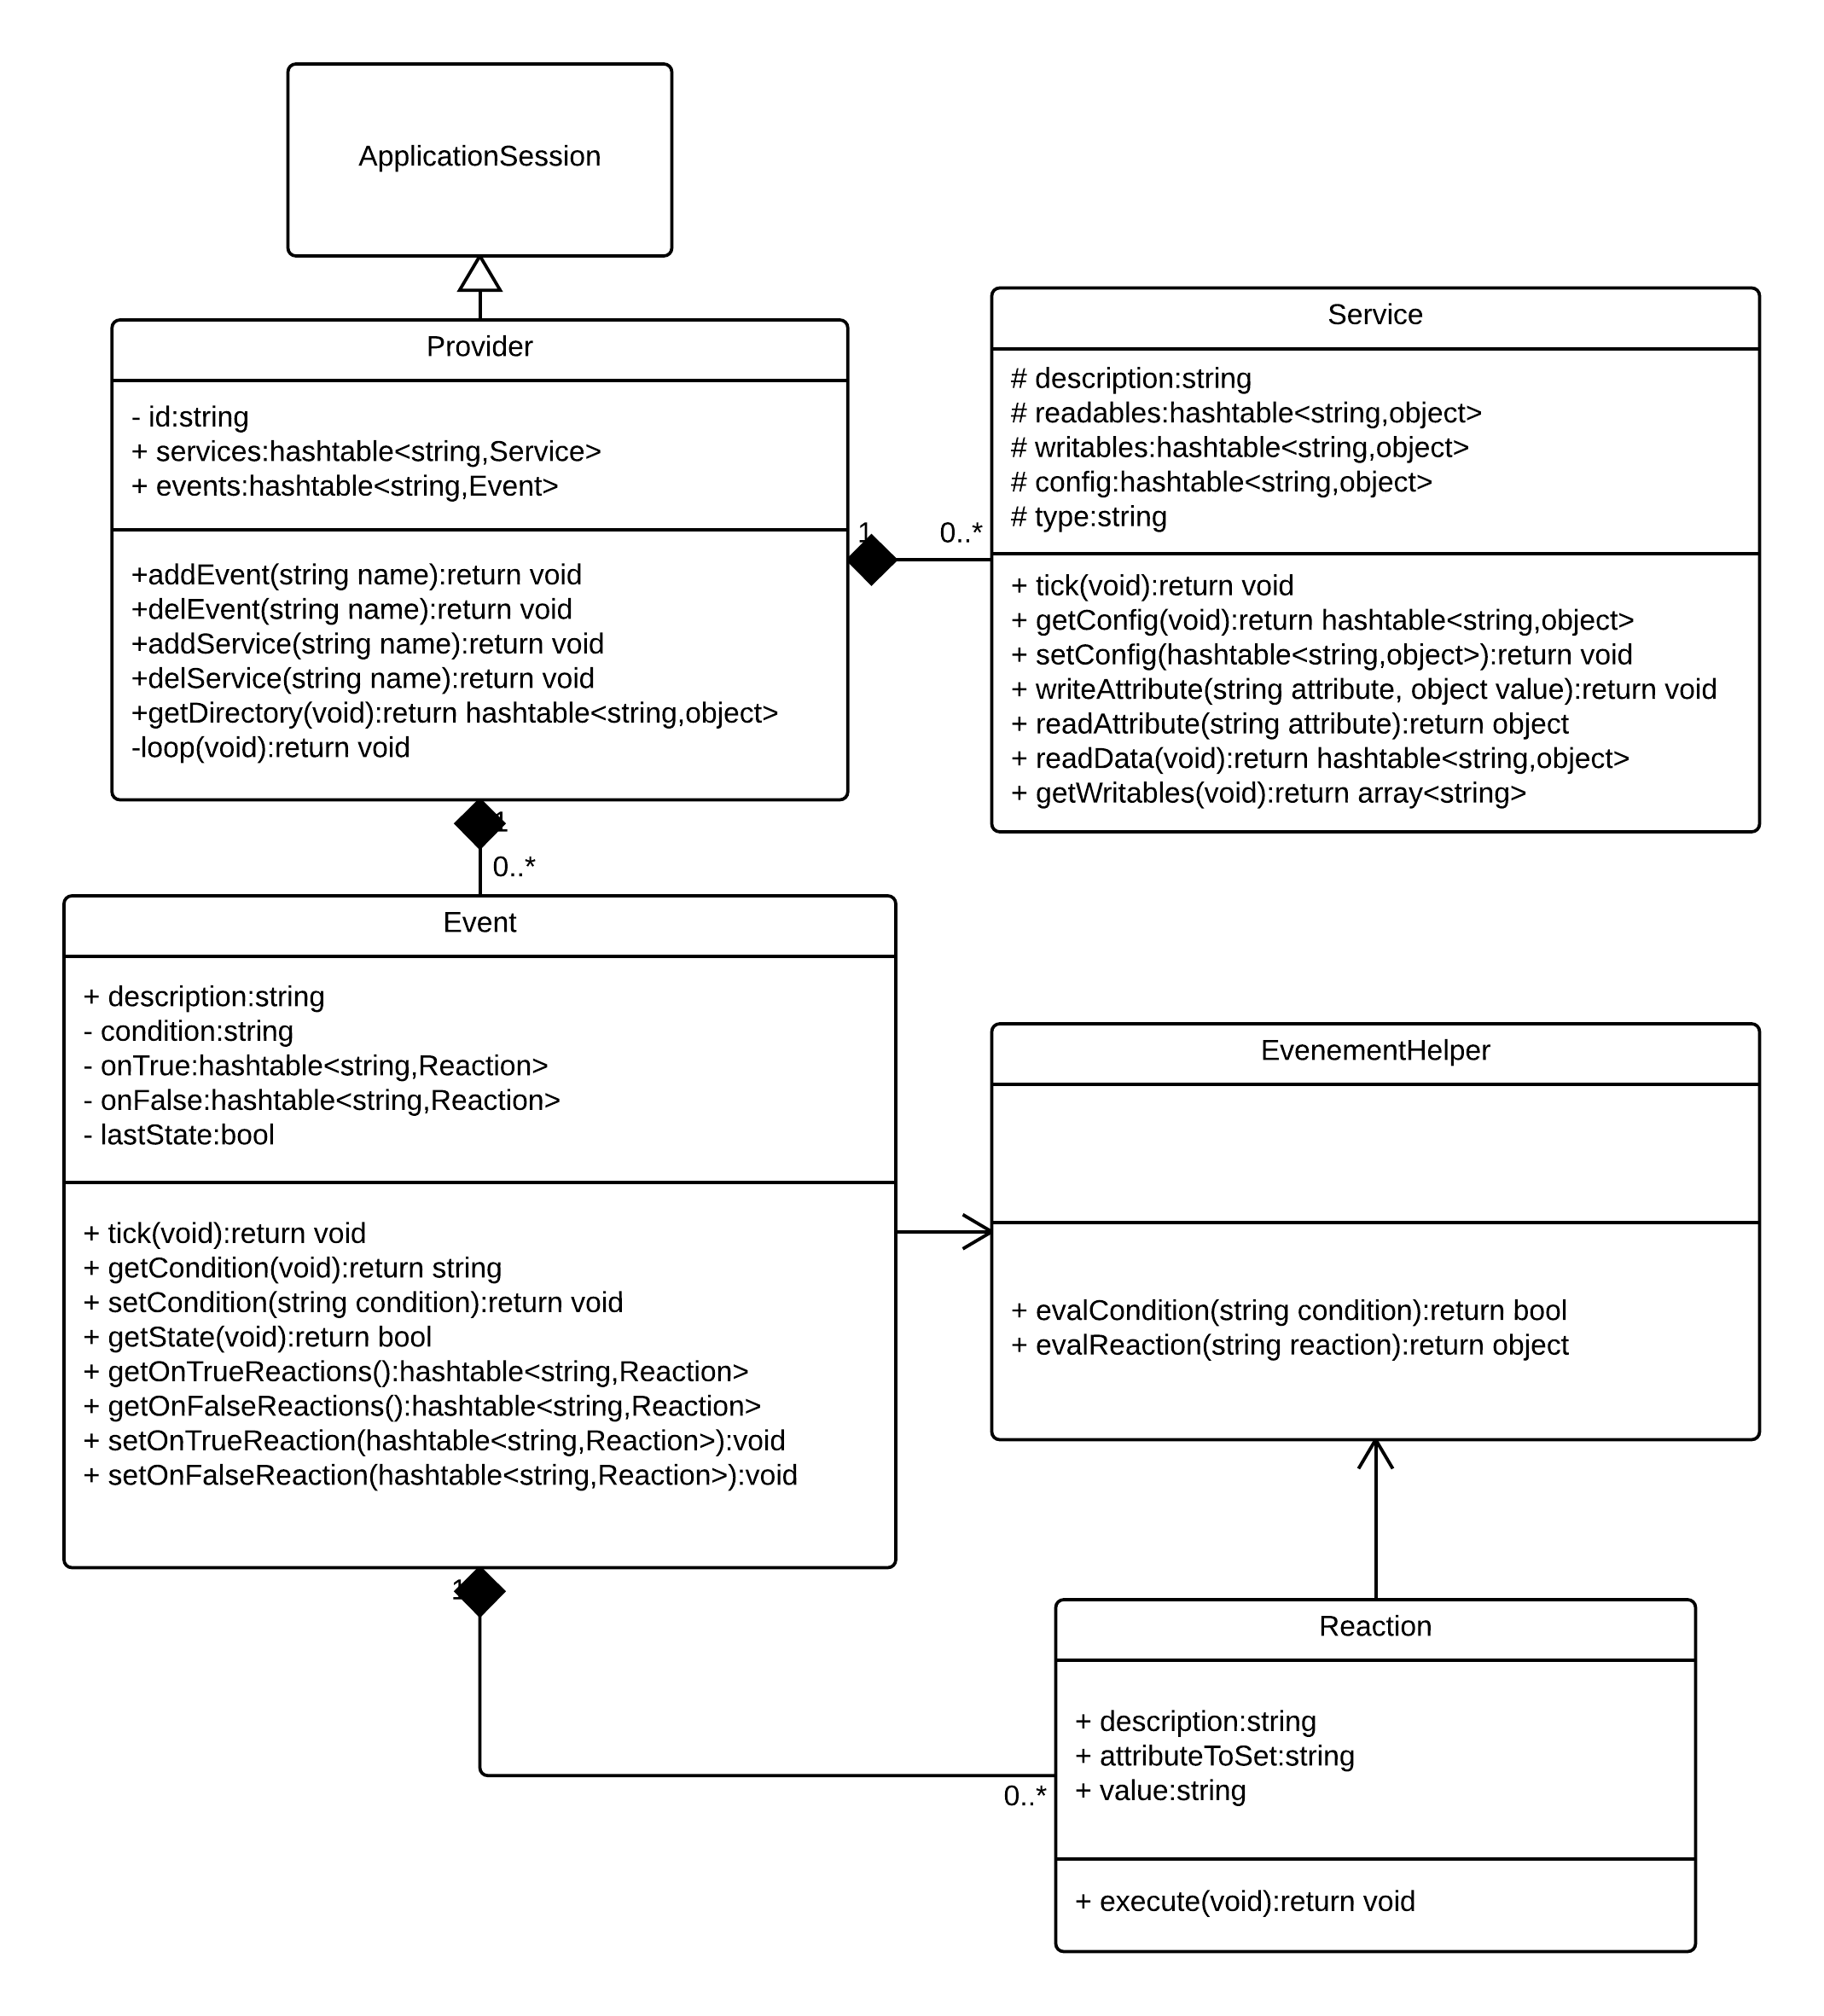 ApplicationSession
Provider
- id:string
+ services:hashtable<string,Service>
+ events:hashtable<string,Event>
+addEvent(string name):return void
+delEvent(string name):return void
+addService(string name):return void
+delService(string name):return void
+getDirectory(void):return hashtable<string,object>
-loop(void):return void
1
0..*
Service
# description:string
# readables:hashtable<string,object>
# writables:hashtable<string,object>
# config:hashtable<string,object>
# type:string
+ tick(void):return void
+ getConfig(void):return hashtable<string,object>
+ setConfig(hashtable<string,object>):return void
+ writeAttribute(string attribute, object value):return void
+ readAttribute(string attribute):return object
+ readData(void):return hashtable<string,object>
+ getWritables(void):return array<string>
1
0..*
Event
+ description:string
- condition:string
- onTrue:hashtable<string,Reaction>
- onFalse:hashtable<string,Reaction>
- lastState:bool
+ tick(void):return void
+ getCondition(void):return string
+ setCondition(string condition):return void
+ getState(void):return bool
+ getOnTrueReactions():hashtable<string,Reaction>
+ getOnFalseReactions():hashtable<string,Reaction>
+ setOnTrueReaction(hashtable<string,Reaction>):void
+ setOnFalseReaction(hashtable<string,Reaction>):void
EvenementHelper
+ evalCondition(string condition):return bool
+ evalReaction(string reaction):return object
1
0..*
Reaction
+ description:string
+ attributeToSet:string
+ value:string
+ execute(void):return void